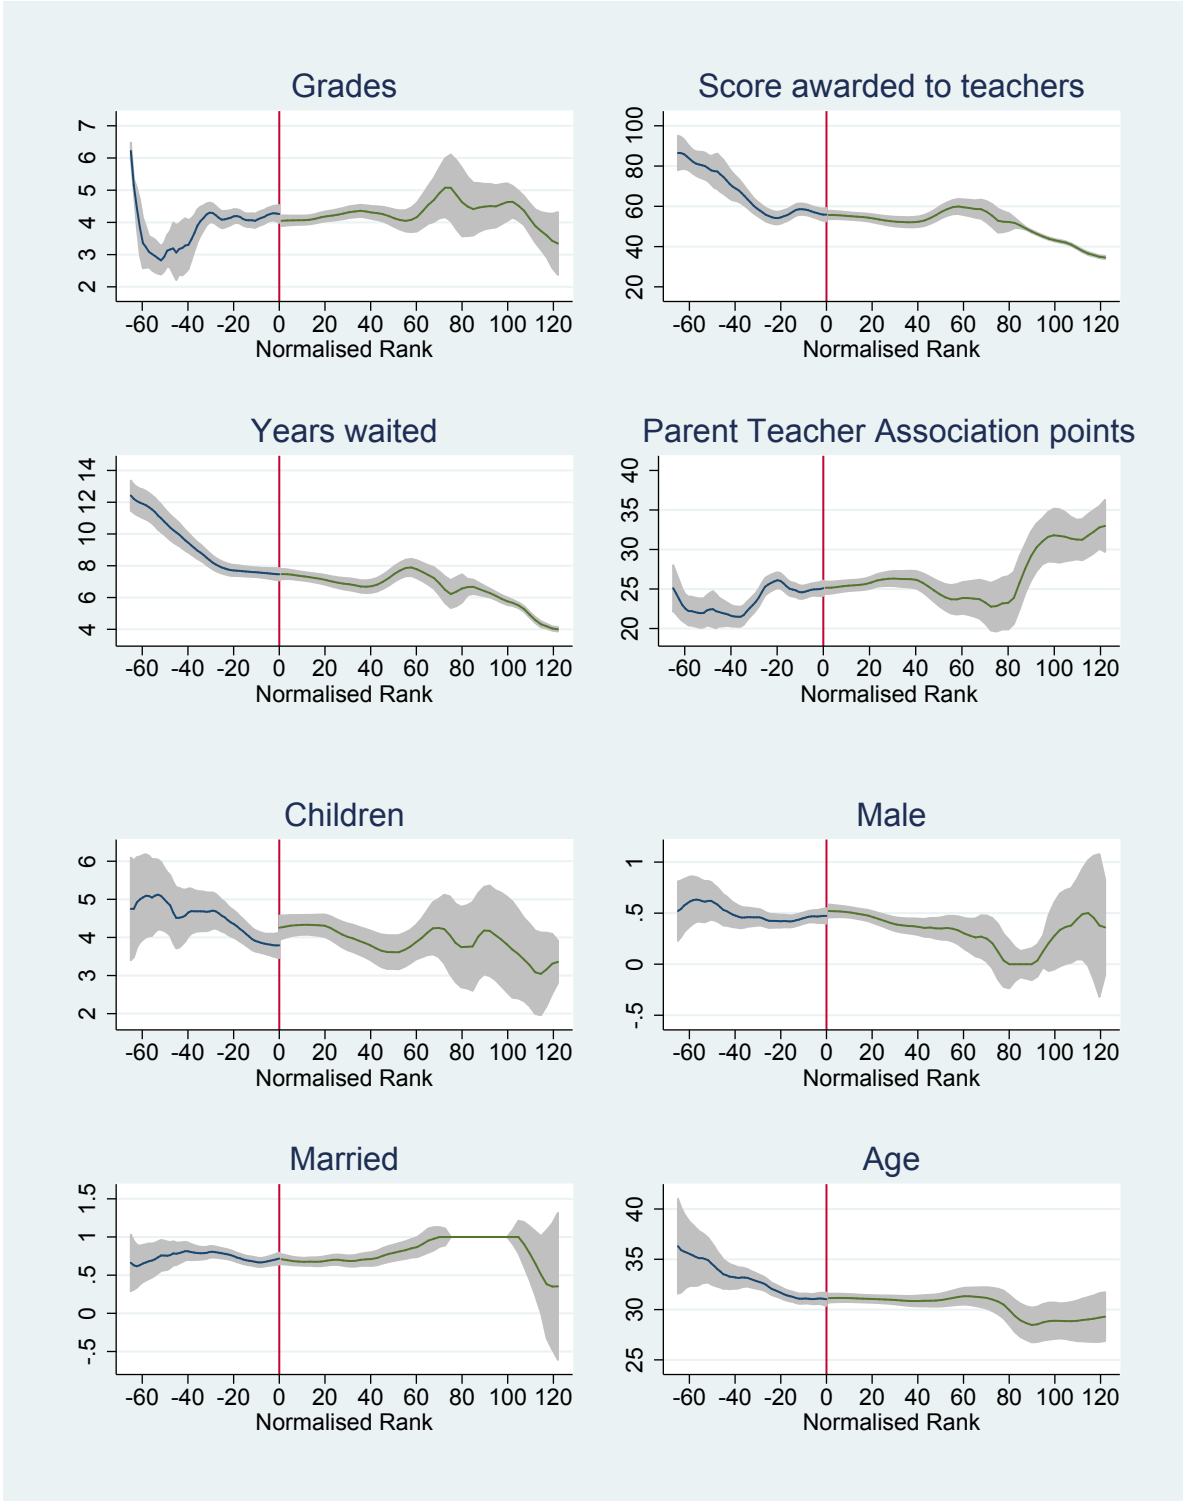 Grades
7
6
5
4
3
2
-60 -40 -20 0 20 40 60 80 100 120
Normalised Rank
Score awarded to teachers
100
80
60
40
20
-60 -40 -20 0 20 40 60 80 100 120
Normalised Rank
Years waited
14
12
10
8
6
4
-60 -40 -20 0 20 40 60 80 100 120
Normalised Rank
Parent Teacher Association points
40
35
30
25
20
-60 -40 -20 0 20 40 60 80 100 120
Normalised Rank
Children
6
5
4
3
2
-60 -40 -20 0 20 40 60 80 100 120
Normalised Rank
Male
1
.5
0
-.5
-60 -40 -20 0 20 40 60 80 100 120
Normalised Rank
Married
1.5
1
.5
0
-.5
-60 -40 -20 0 20 40 60 80 100 120
Normalised Rank
Age
40
35
30
25
-60 -40 -20 0 20 40 60 80 100 120
Normalised Rank